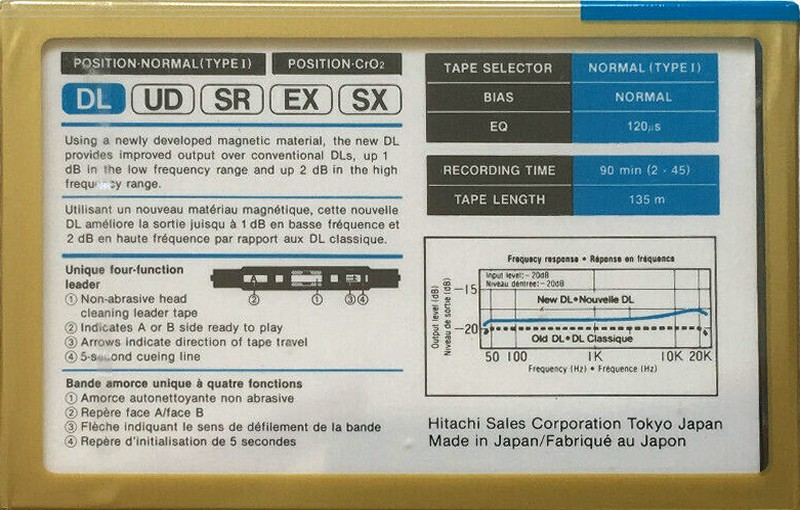 POSITION·NORMAL(TYPE I) POSITION·CrO2
DL UD SR EX SX
Using a newly developed magnetic material, the new DL
provides improved output over conventional DLs, up 1
dB in the low frequency range and up 2 dB in the high
frequency range.
Utilisant un nouveau matériau magnétique, cette nouvelle
DL améliore la sortie juisqu à 1 dB en basse fréquence et
2 dB en haute fréquence par rapport aux DL classique.
Unique four-function
leader
① Non-abrasive head
cleaning leader tape
② Indicates A or B side ready to play
③ Arrows indicate direction of tape travel
④ 5-second cueing line
A
② ① ③ ④
Bande amorce unique à quatre fonctions
① Amorce autonettoyante non abrasive
② Repère face A/face B
③ Flèche indiquant le sens de défilement de la bande
④ Repère d'initialisation de 5 secondes
TAPE SELECTOR NORMAL (TYPE I)
BIAS NORMAL
EQ 120μs
RECORDING TIME 90 min (2 · 45)
TAPE LENGTH 135 m
Frequecy response • Réponse en fréquence
Input level: -20dB
Niveau dentree: -20dB
Output level (dB)
Niveau de sortie (dB)
-15
New DL•Nouvelle DL
-20
Old DL•DL Classique
50 100 1K 10K 20K
Frequency (Hz) • Fréquence (Hz)
Hitachi Sales Corporation Tokyo Japan
Made in Japan/Fabriqué au Japon